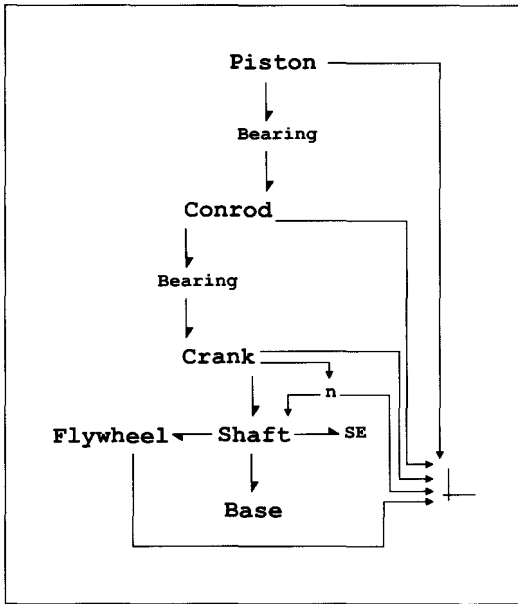 Piston
Bearing
Conrod
Bearing
Crank
n
Flywheel Shaft SE
Base